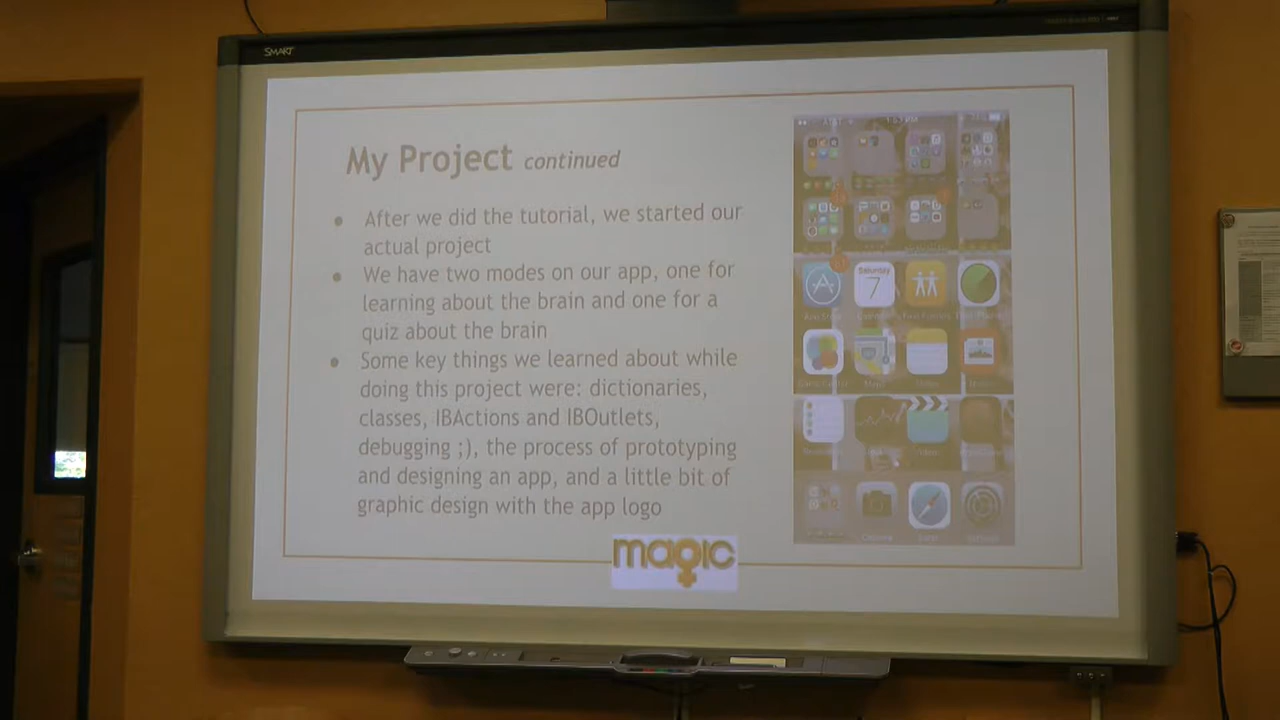 SMART
My Project continued
● After we did the tutorial, we started our
actual project
● We have two modes on our app, one for
learning about the brain and one for a
quiz about the brain
● Some key things we learned about while
doing this project were: dictionaries,
classes, IBActions and IBOutlets,
debugging ;), the process of prototyping
and designing an app, and a little bit of
graphic design with the app logo
magic
Saturday
7